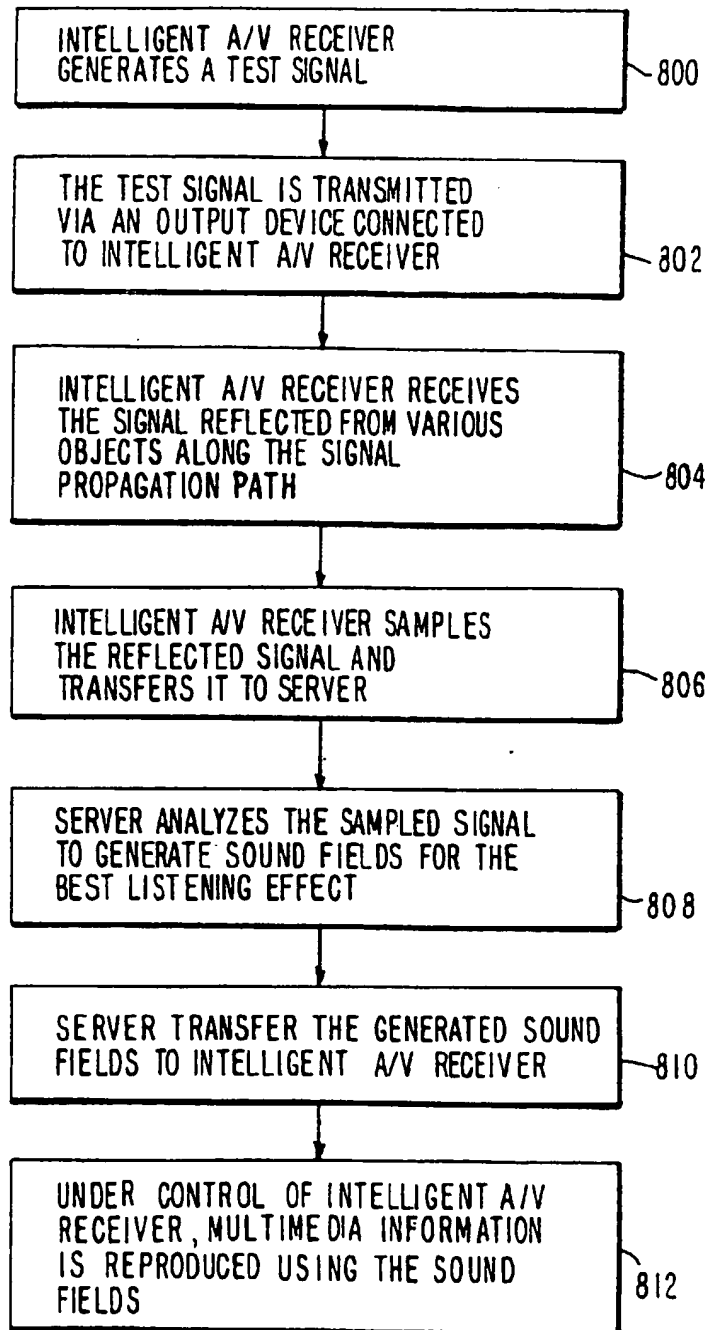 INTELLIGENT A/V RECEIVER
GENERATES A TEST SIGNAL
800
THE TEST SIGNAL IS TRANSMITTED
VIA AN OUTPUT DEVICE CONNECTED
TO INTELLIGENT A/V RECEIVER
802
INTELLIGENT A/V RECEIVER RECEIVES
THE SIGNAL REFLECTED FROM VARIOUS
OBJECTS ALONG THE SIGNAL
PROPAGATION PATH
804
INTELLIGENT A/V RECEIVER SAMPLES
THE REFLECTED SIGNAL AND
TRANSFERS IT TO SERVER
806
SERVER ANALYZES THE SAMPLED SIGNAL
TO GENERATE SOUND FIELDS FOR THE
BEST LISTENING EFFECT
808
SERVER TRANSFER THE GENERATED SOUND
FIELDS TO INTELLIGENT A/V RECEIVER
810
UNDER CONTROL OF INTELLIGENT A/V
RECEIVER, MULTIMEDIA INFORMATION
IS REPRODUCED USING THE SOUND
FIELDS
812